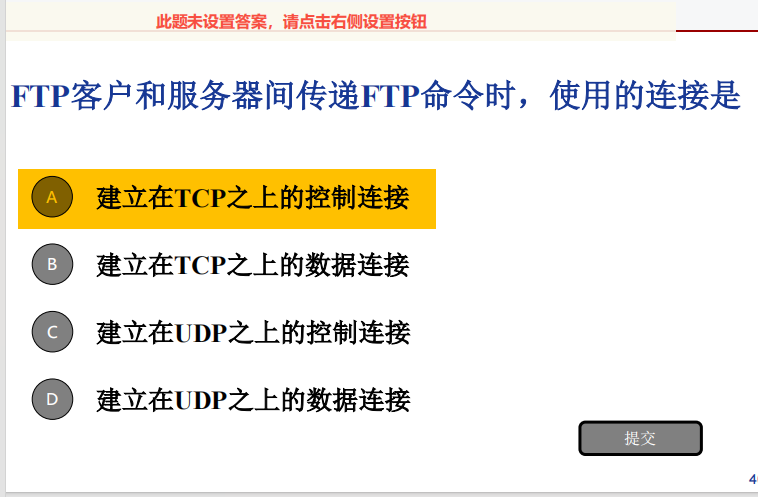 此题未设置答案，请点击右侧设置按钮
FTP客户和服务器间传递FTP命令时，使用的连接是
A 建立在TCP之上的控制连接
B 建立在TCP之上的数据连接
C 建立在UDP之上的控制连接
D 建立在UDP之上的数据连接
提交